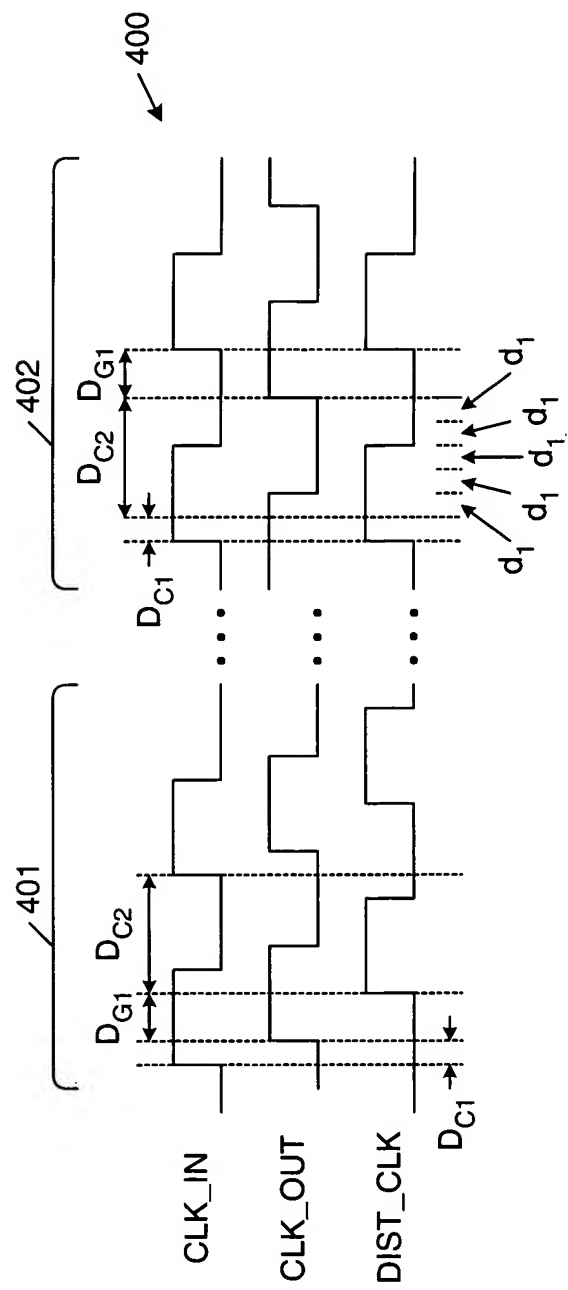 400
401
402
D_C1
D_C2
D_G1
D_G1
D_C2
CLK_IN
CLK_OUT
DIST_CLK
D_C1
d_1
d_1
d_1
d_1
d_1